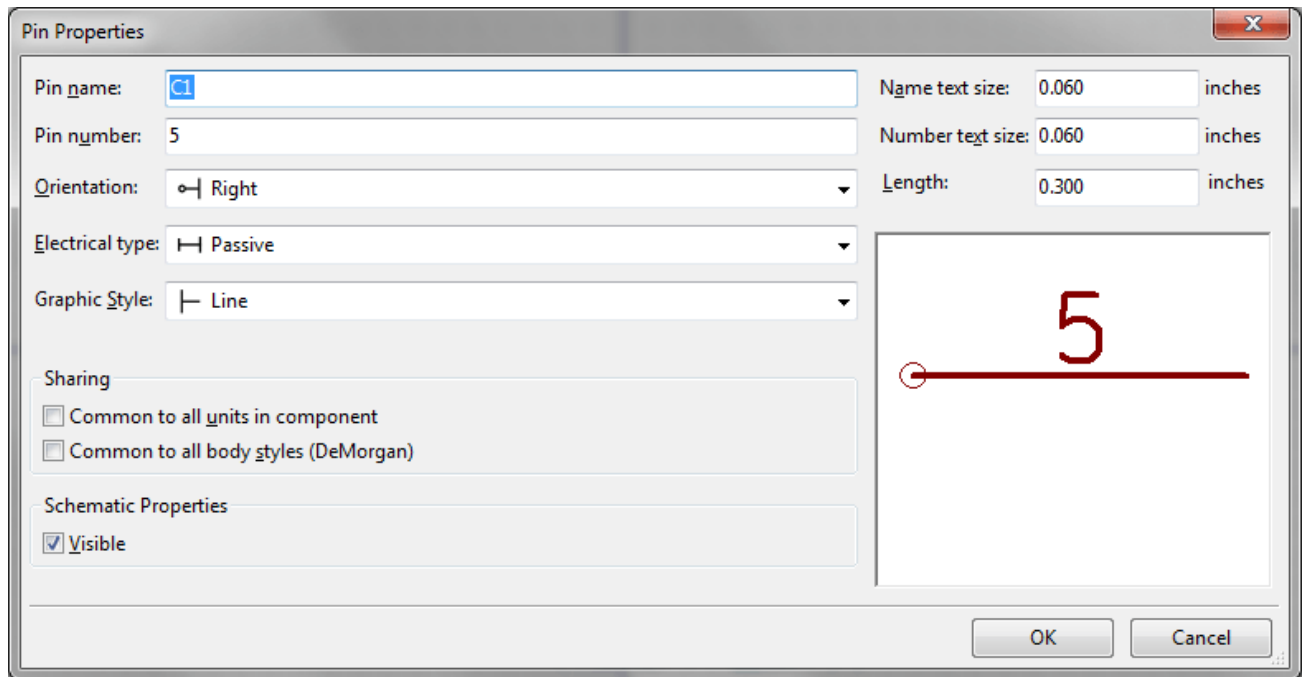 Pin Properties
Pin name: C1
Name text size: 0.060 inches
Pin number: 5
Number text size: 0.060 inches
Orientation: Right
Length: 0.300 inches
Electrical type: Passive
Graphic Style: Line
5
Sharing
Common to all units in component
Common to all body styles (DeMorgan)
Schematic Properties
Visible
OK
Cancel